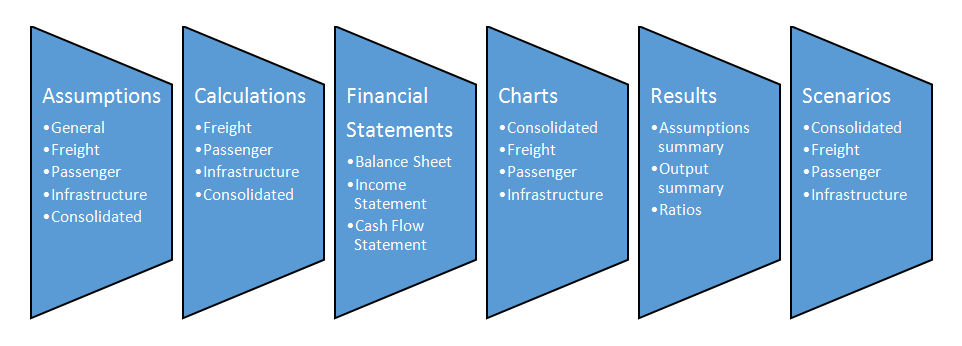 Assumptions
•General
•Freight
•Passenger
•Infrastructure
•Consolidated
Calculations
•Freight
•Passenger
•Infrastructure
•Consolidated
Financial
Statements
•Balance Sheet
•Income
Statement
•Cash Flow
Statement
Charts
•Consolidated
•Freight
•Passenger
•Infrastructure
Results
•Assumptions
summary
•Output
summary
•Ratios
Scenarios
•Consolidated
•Freight
•Passenger
•Infrastructure